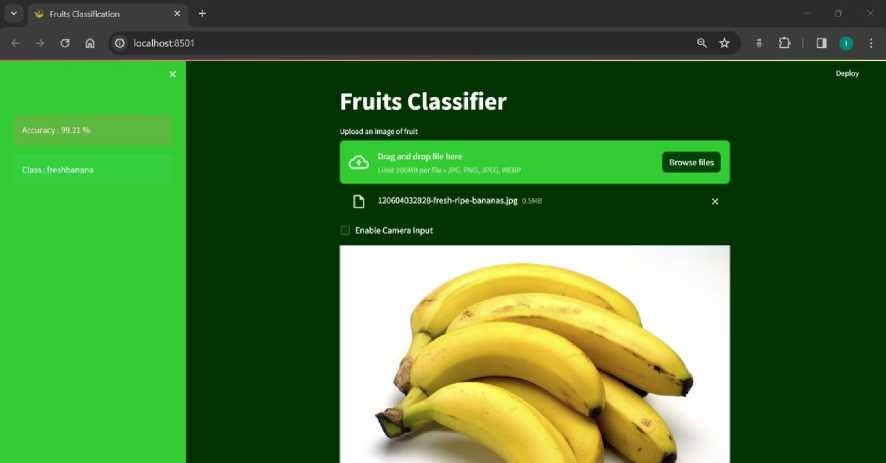 Fruits Classification
localhost:8501
Deploy
Accuracy : 99.21 %
Class : freshbanana
Fruits Classifier
Upload an image of fruit
Drag and drop file here
Limit 200MB per file • JPG, PNG, JPEG, WEBP
Browse files
120604032828-fresh-ripe-bananas.jpg 0.5MB
Enable Camera Input